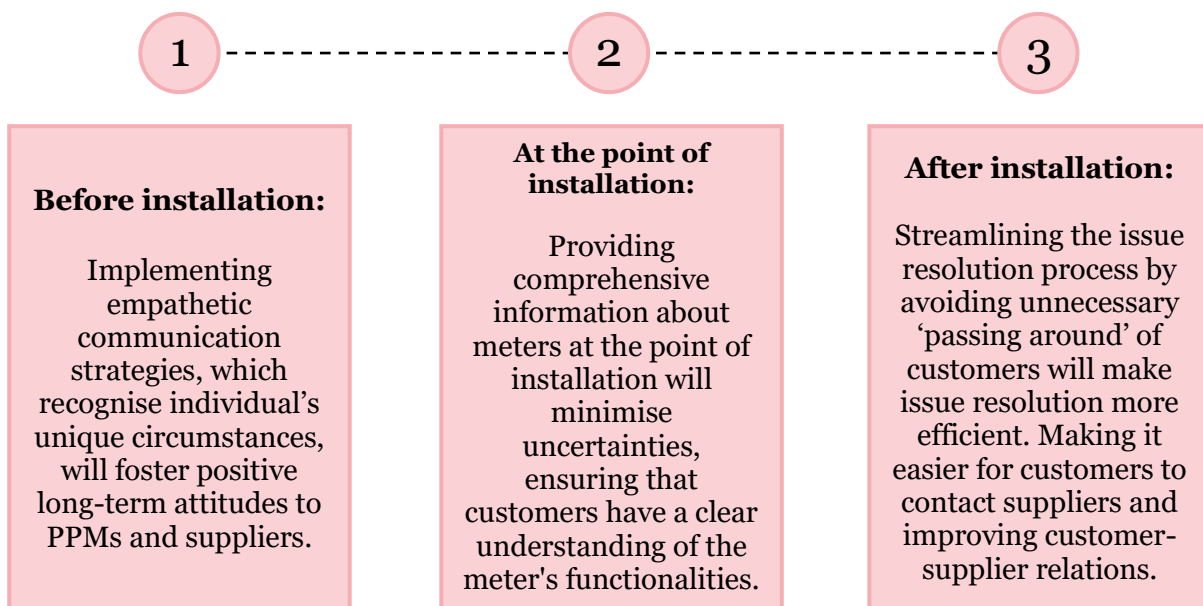 1
2
3
Before installation:
Implementing
empathetic
communication
strategies, which
recognise individual’s
unique circumstances,
will foster positive
long-term attitudes to
PPMs and suppliers.
At the point of
installation:
Providing
comprehensive
information about
meters at the point of
installation will
minimise
uncertainties,
ensuring that
customers have a clear
understanding of the
meter's functionalities.
After installation:
Streamlining the issue
resolution process by
avoiding unnecessary
‘passing around’ of
customers will make
issue resolution more
efficient. Making it
easier for customers to
contact suppliers and
improving customer-
supplier relations.